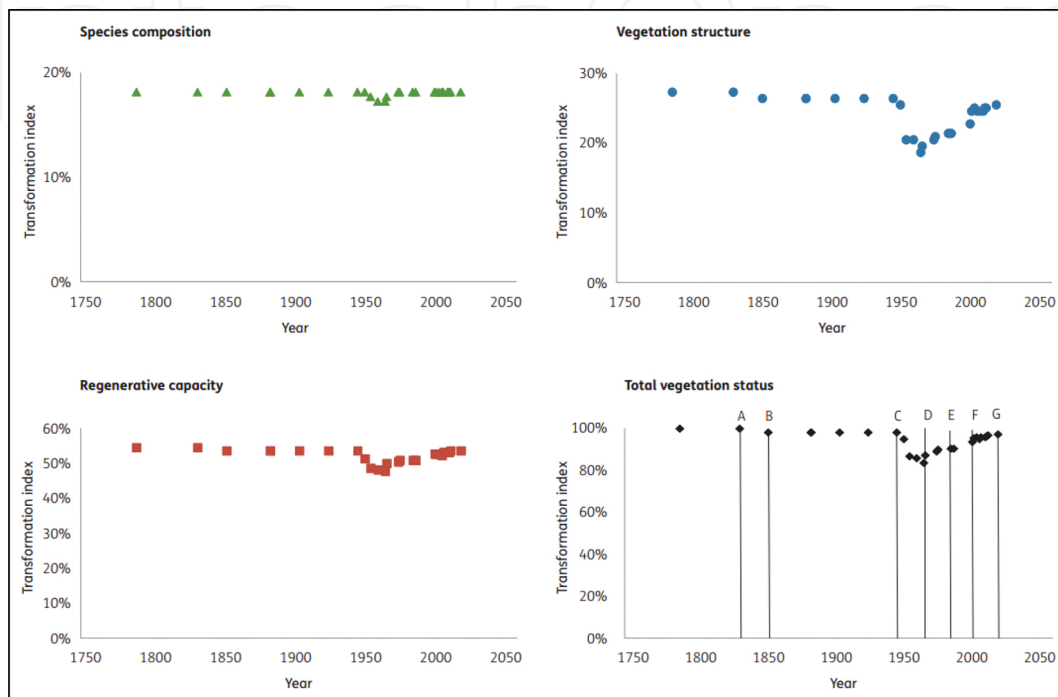 Species composition
Transformation index
20%
10%
0%
1750 1800 1850 1900 1950 2000 2050
Year
Vegetation structure
Transformation index
30%
20%
10%
0%
1750 1800 1850 1900 1950 2000 2050
Year
Regenerative capacity
Transformation index
60%
50%
40%
30%
20%
10%
0%
1750 1800 1850 1900 1950 2000 2050
Year
Total vegetation status
A B C D E F G
Transformation index
100%
80%
60%
40%
20%
0%
1750 1800 1850 1900 1950 2000 2050
Year